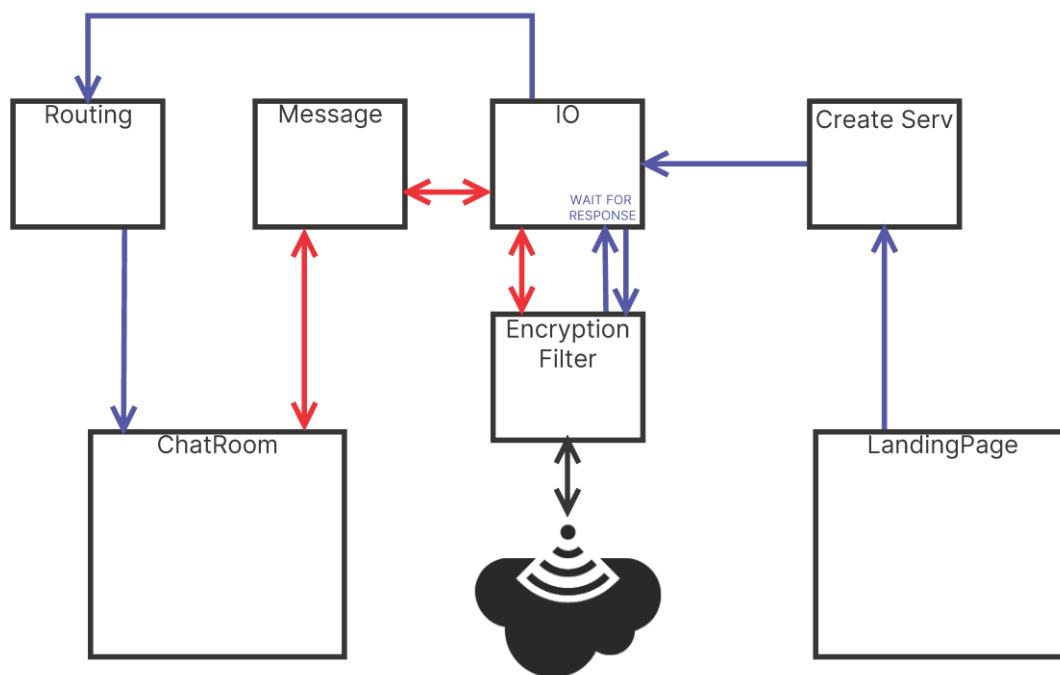 Routing
Message
IO
Create Serv
WAIT FOR
RESPONSE
Encryption
Filter
ChatRoom
LandingPage